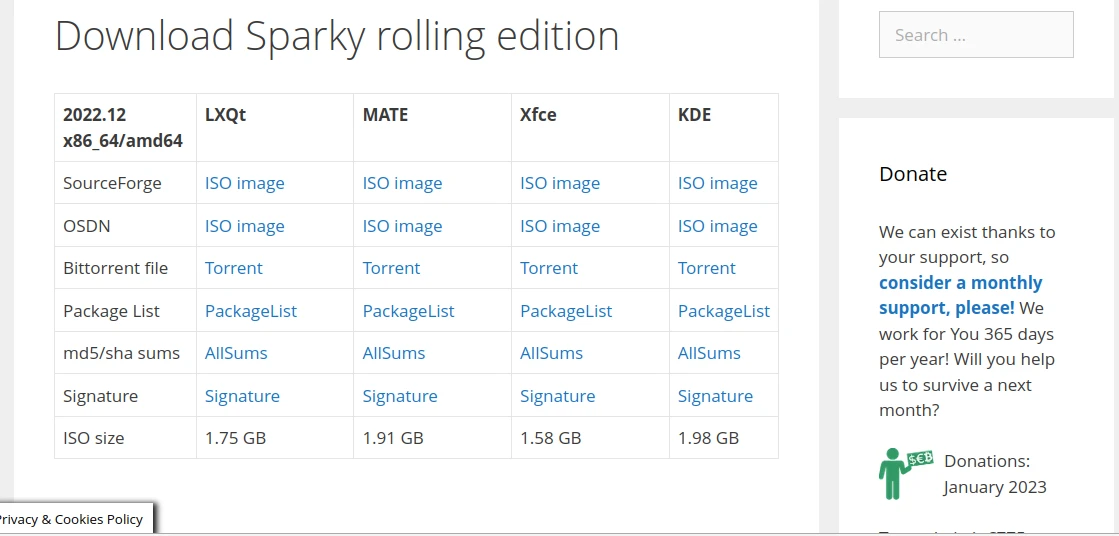 Download Sparky rolling edition
2022.12 x86_64/amd64 LXQt MATE Xfce KDE
SourceForge ISO image ISO image ISO image ISO image
OSDN ISO image ISO image ISO image ISO image
Bittorrent file Torrent Torrent Torrent Torrent
Package List PackageList PackageList PackageList PackageList
md5/sha sums AllSums AllSums AllSums AllSums
Signature Signature Signature Signature Signature
ISO size 1.75 GB 1.91 GB 1.58 GB 1.98 GB
Privacy & Cookies Policy
Search ...
Donate
We can exist thanks to
your support, so
consider a monthly
support, please! We
work for You 365 days
per year! Will you help
us to survive a next
month?
$€₿
Donations:
January 2023